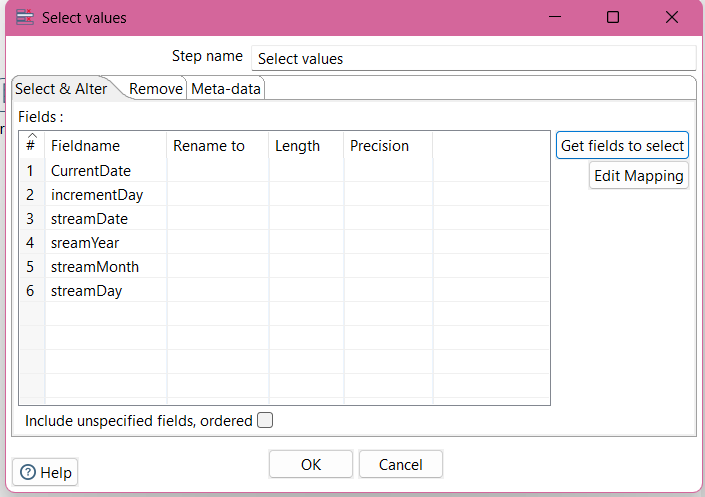 Select values
Step name Select values
Select & Alter Remove Meta-data
Fields :
# Fieldname Rename to Length Precision
Get fields to select
1 CurrentDate
Edit Mapping
2 incrementDay
3 streamDate
4 sreamYear
5 streamMonth
6 streamDay
Include unspecified fields, ordered
OK Cancel
? Help